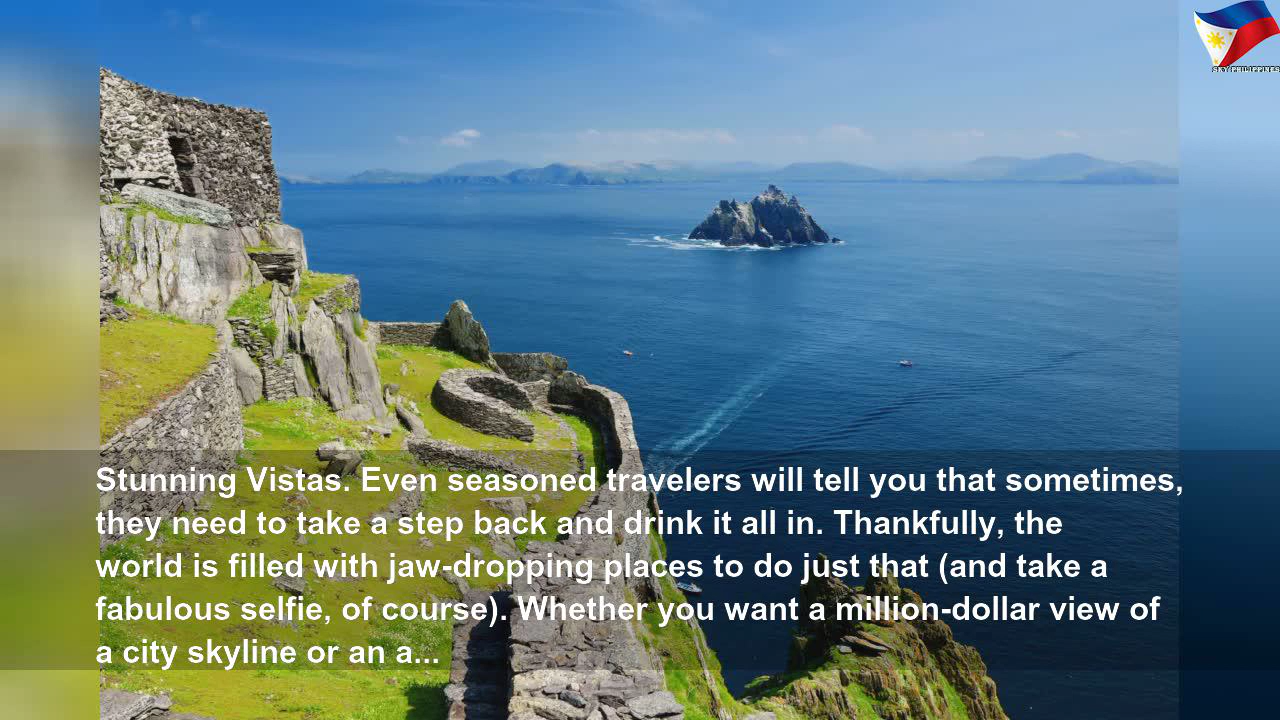 SKY PHILIPPINES
Stunning Vistas. Even seasoned travelers will tell you that sometimes,
they need to take a step back and drink it all in. Thankfully, the
world is filled with jaw-dropping places to do just that (and take a
fabulous selfie, of course). Whether you want a million-dollar view of
a city skyline or an a...